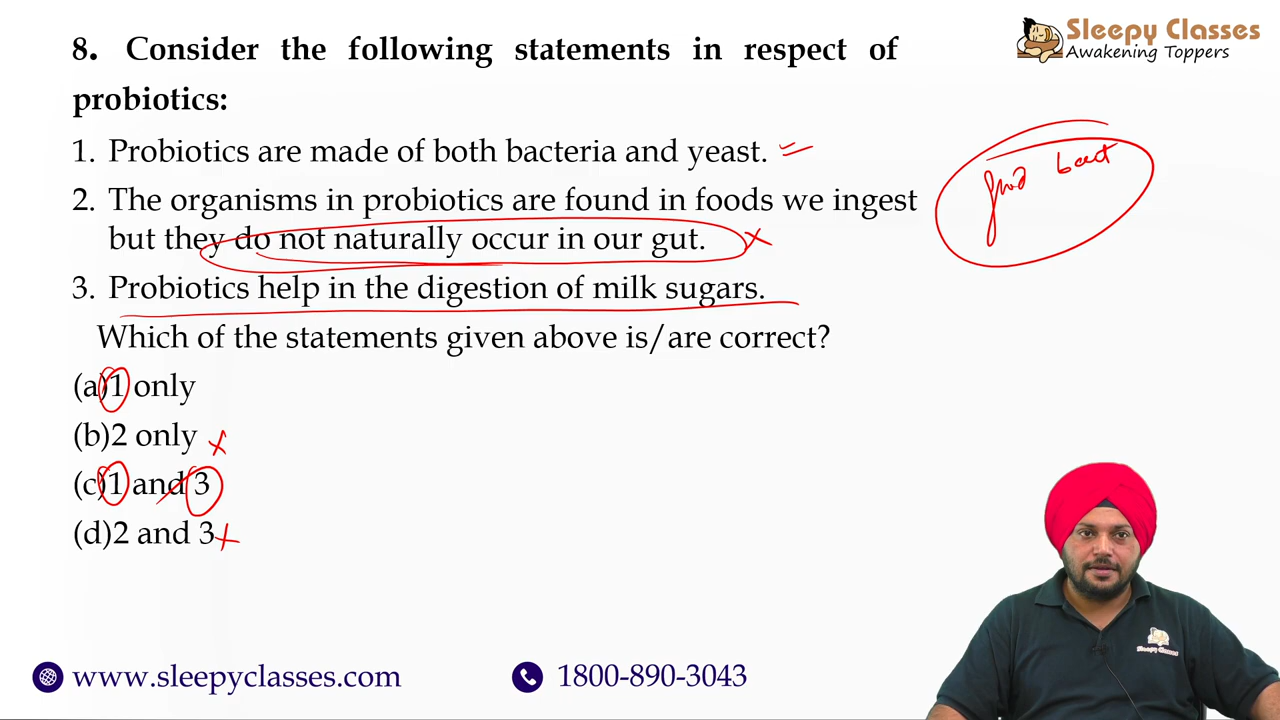 Sleepy Classes
Awakening Toppers
8. Consider the following statements in respect of
probiotics:
1. Probiotics are made of both bacteria and yeast.
2. The organisms in probiotics are found in foods we ingest
but they do not naturally occur in our gut.
3. Probiotics help in the digestion of milk sugars.
Which of the statements given above is/are correct?
(a)1 only
(b)2 only
(c)1 and 3
(d)2 and 3
www.sleepyclasses.com
1800-890-3043
Sleepy Classes